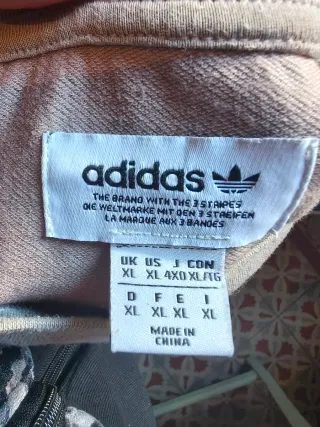 adidas
THE BRAND WITH THE 3 STRIPES
DIE WELTMARKE MIT DEN 3 STREIFEN
LA MARQUE AUX 3 BANDES
UK US J CDN
XL XL 4XO XL/TG
D F E I
XL XL XL XL
MADE IN
CHINA